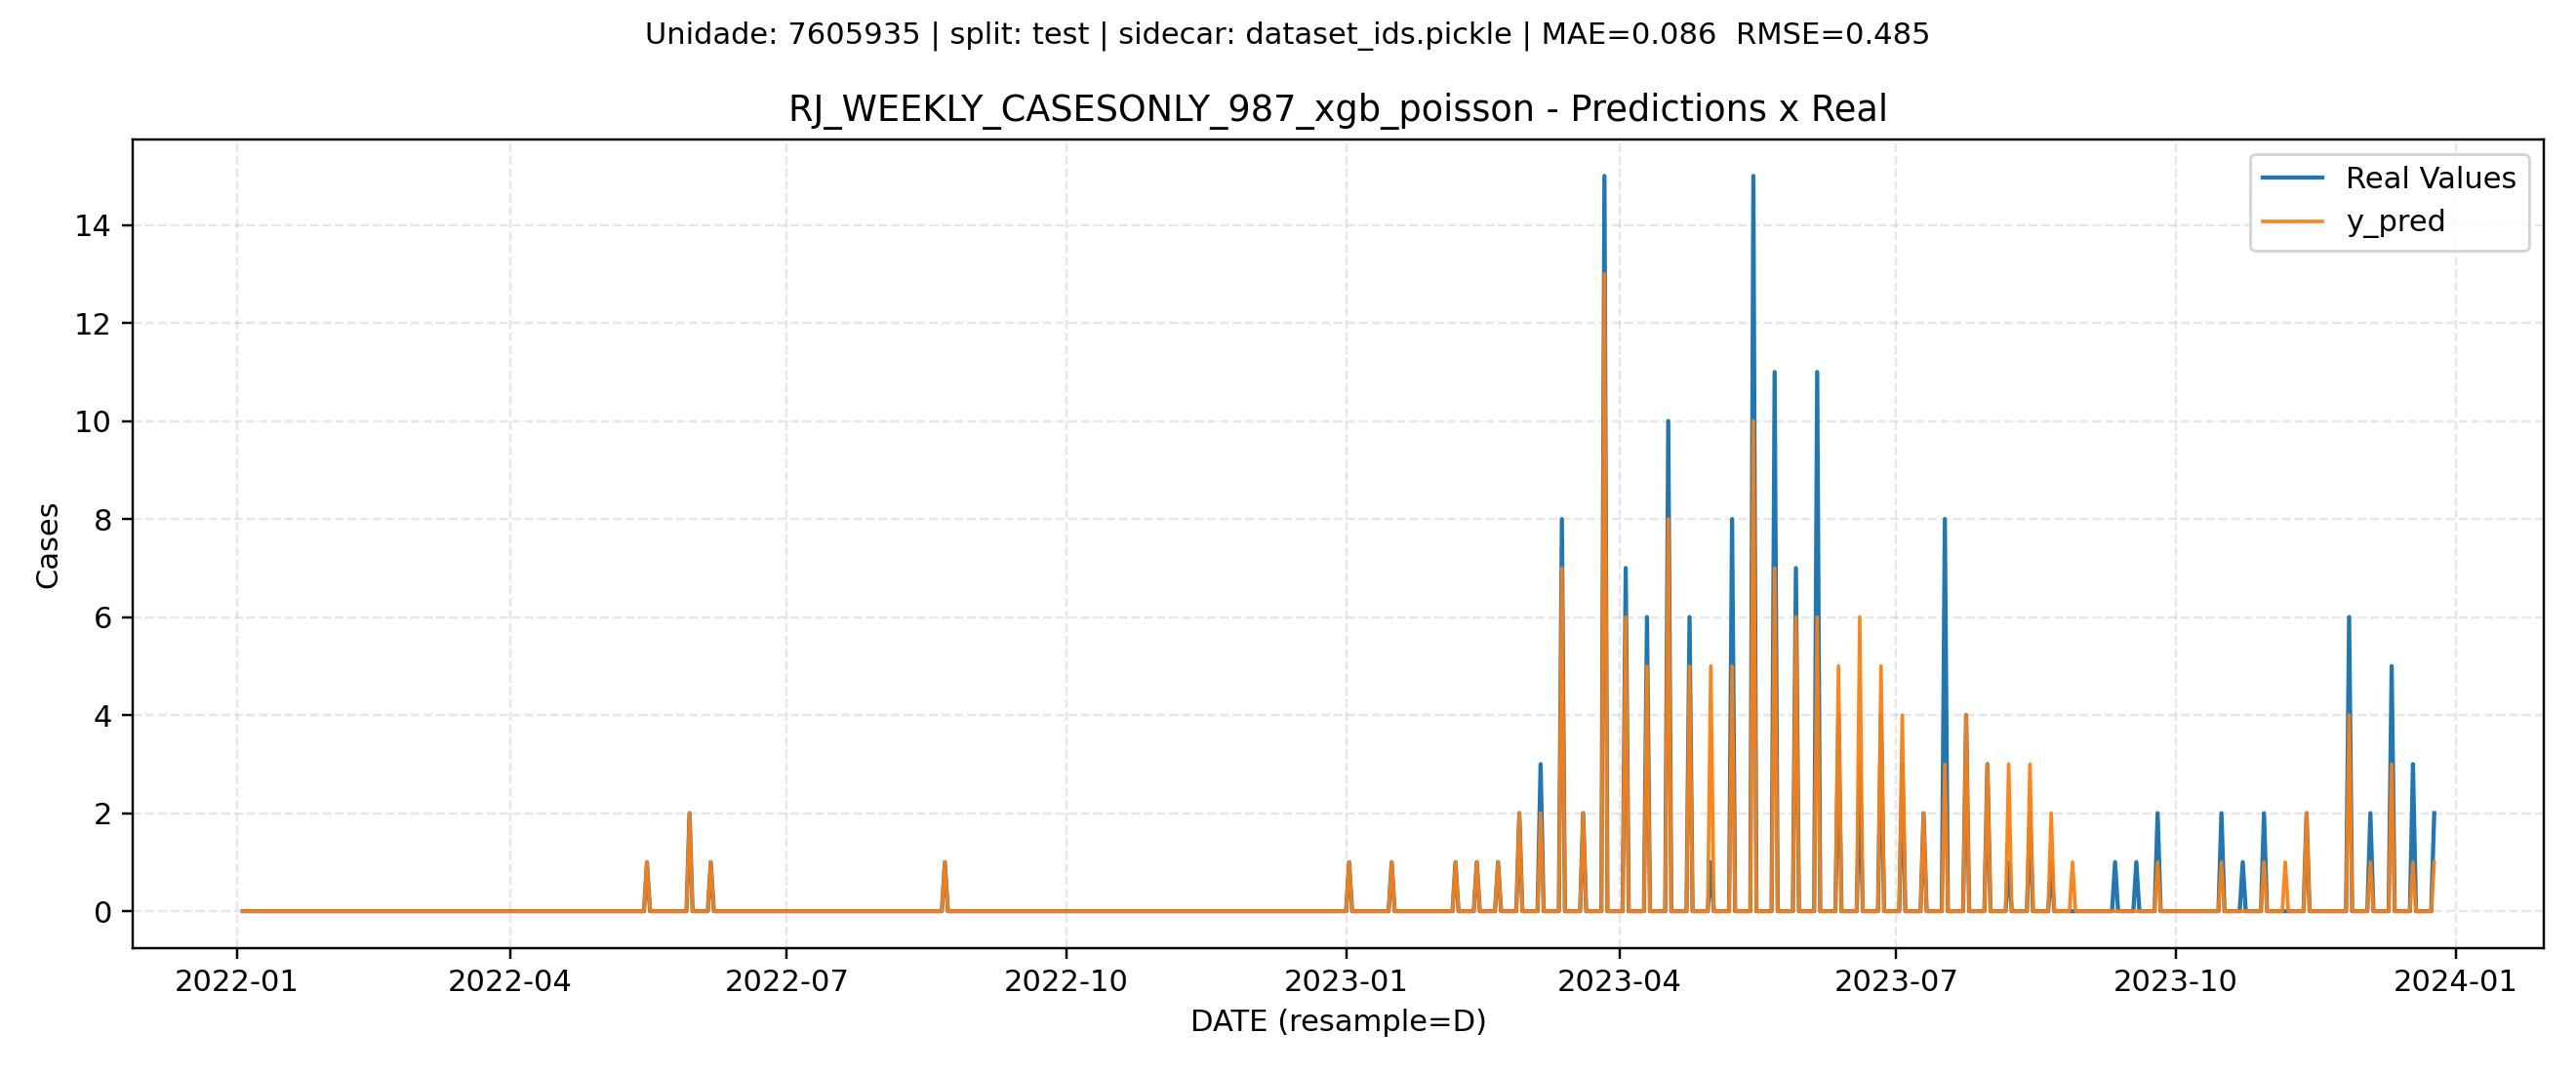 Unidade: 7605935 | split: test | sidecar: dataset_ids.pickle | MAE=0.086  RMSE=0.485
RJ_WEEKLY_CASESONLY_987_xgb_poisson - Predictions x Real
Real Values
y_pred
14
12
10
8
6
4
2
0
Cases
2022-01
2022-04
2022-07
2022-10
2023-01
2023-04
2023-07
2023-10
2024-01
DATE (resample=D)